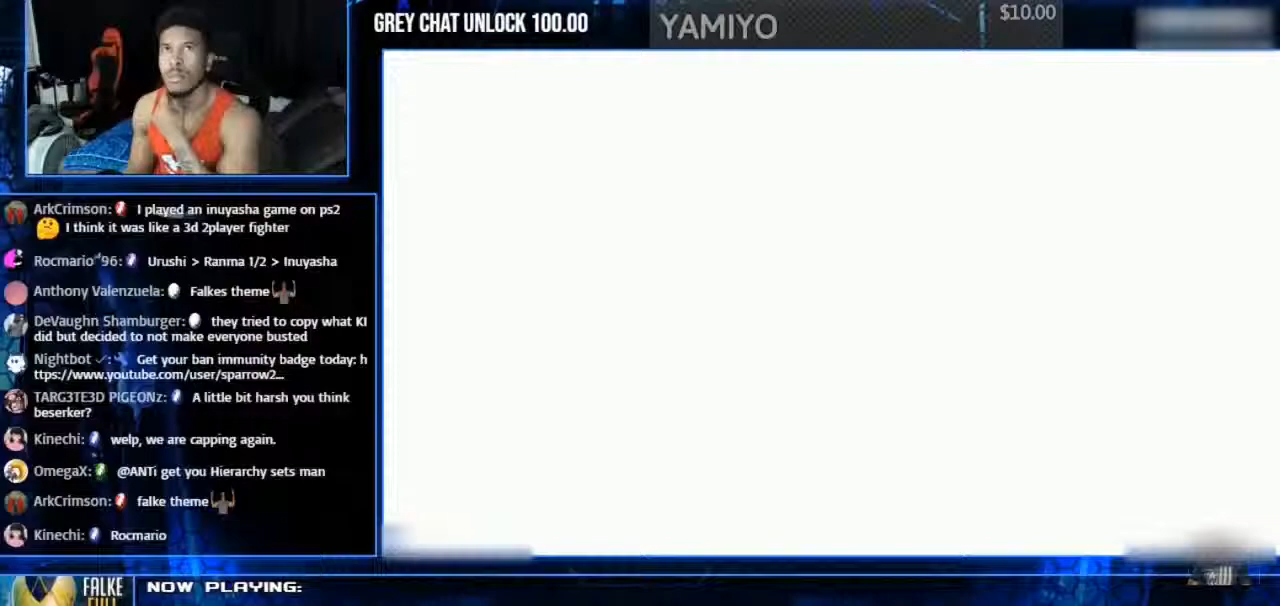 GREY CHAT UNLOCK 100.00
YAMIYO
$10.00
ArkCrimson: I played an inuyasha game on ps2
I think it was like a 3d 2player fighter
Rocmario 96: Urushi > Ranma 1/2 > Inuyasha
Anthony Valenzuela: Falkes theme
DeVaughn Shamburger: they tried to copy what KI
did but decided to not make everyone busted
Nightbot ✓: Get your ban immunity badge today: h
ttps://www.youtube.com/user/sparrow2...
TARG3TE3D PIGEONz: A little bit harsh you think
beserker?
Kinechi: welp, we are capping again.
OmegaX: @ANTi get you Hierarchy sets man
ArkCrimson: falke theme
Kinechi: Rocmario
FALKE
FULL
NOW PLAYING: